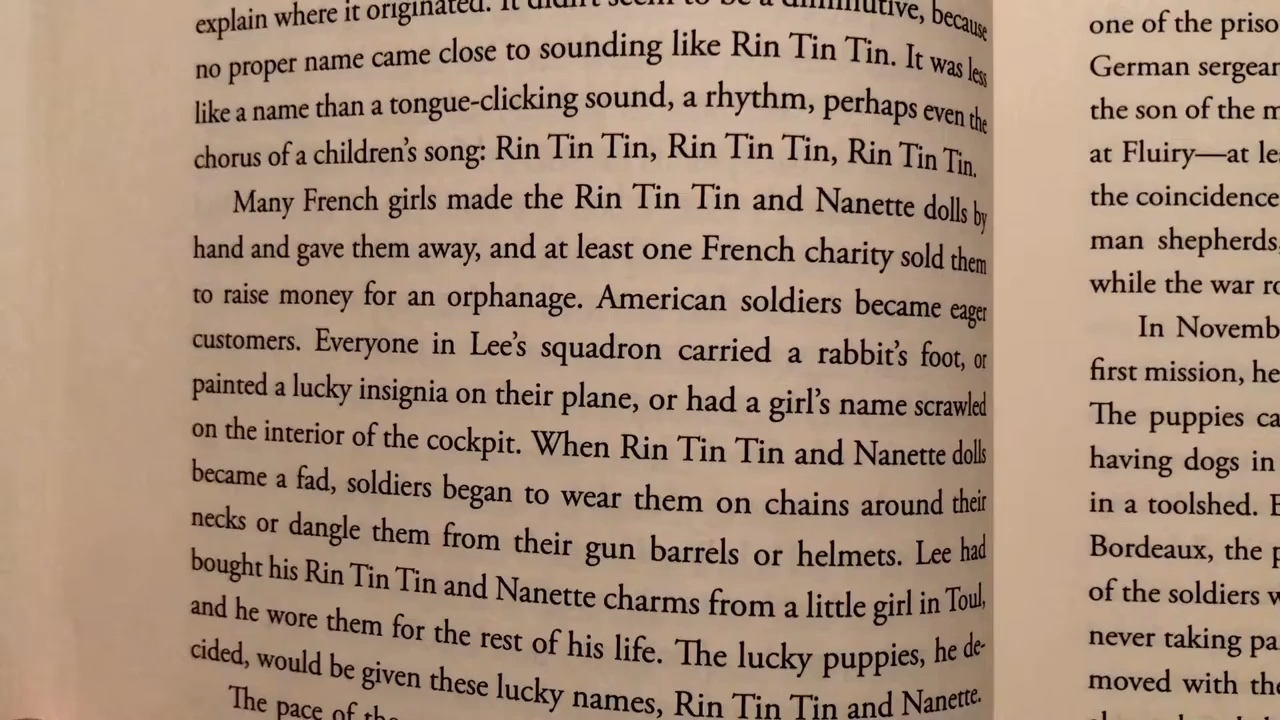 explain where it originated. It didn't seem to be a diminutive, because
no proper name came close to sounding like Rin Tin Tin. It was less
like a name than a tongue-clicking sound, a rhythm, perhaps even the
chorus of a children's song: Rin Tin Tin, Rin Tin Tin, Rin Tin Tin.
Many French girls made the Rin Tin Tin and Nanette dolls by
hand and gave them away, and at least one French charity sold them
to raise money for an orphanage. American soldiers became eager
customers. Everyone in Lee's squadron carried a rabbit's foot, or
painted a lucky insignia on their plane, or had a girl's name scrawled
on the interior of the cockpit. When Rin Tin Tin and Nanette dolls
became a fad, soldiers began to wear them on chains around their
necks or dangle them from their gun barrels or helmets. Lee had
bought his Rin Tin Tin and Nanette charms from a little girl in Toul,
and he wore them for the rest of his life. The lucky puppies, he de-
cided, would be given these lucky names, Rin Tin Tin and Nanette.
The pace of the
one of the priso
German sergean
the son of the m
at Fluiry—at le
the coincidence
man shepherds,
while the war ro
In Novemb
first mission, he
The puppies ca
having dogs in
in a toolshed.
Bordeaux, the p
of the soldiers w
never taking pa
moved with the